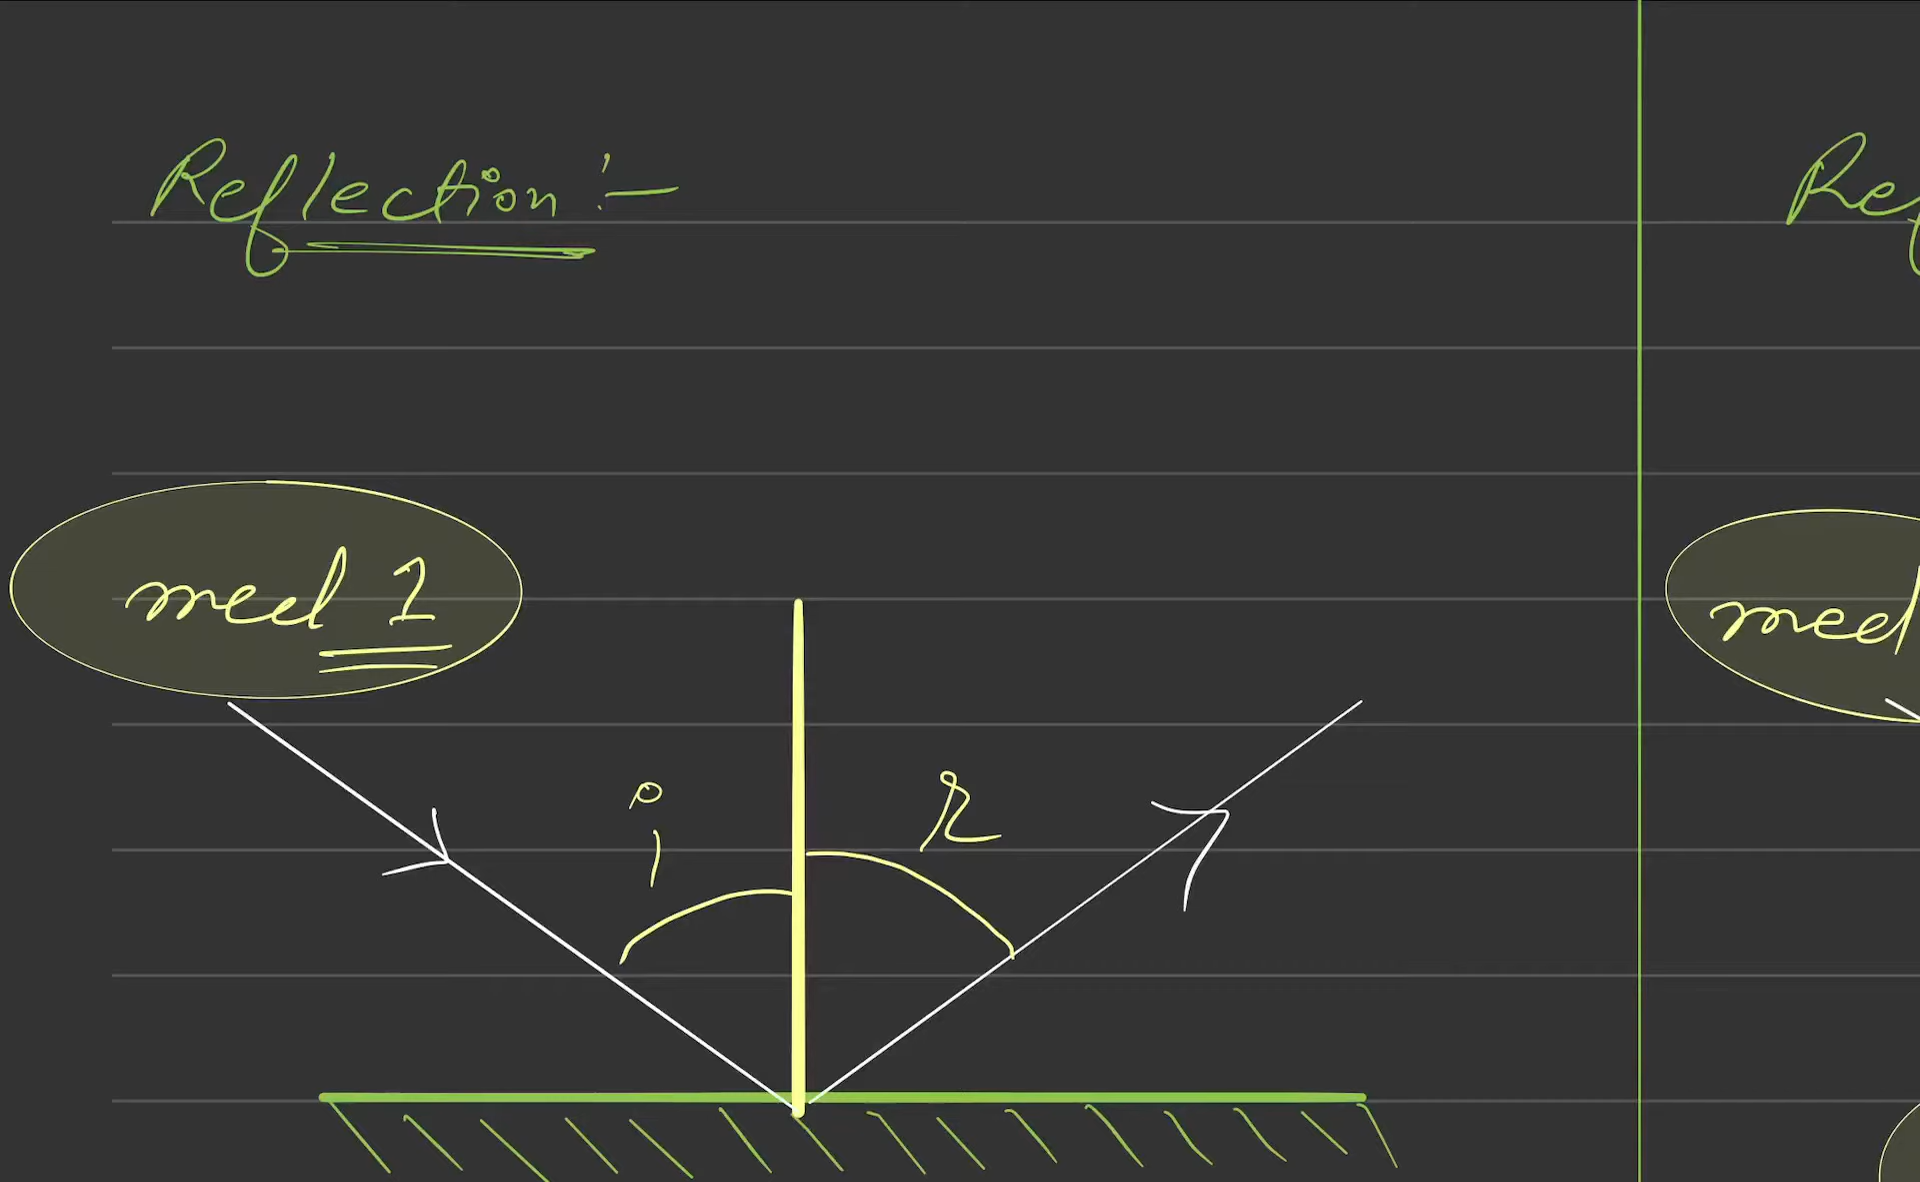 Reflection :-
Re
med 1
med
i
r